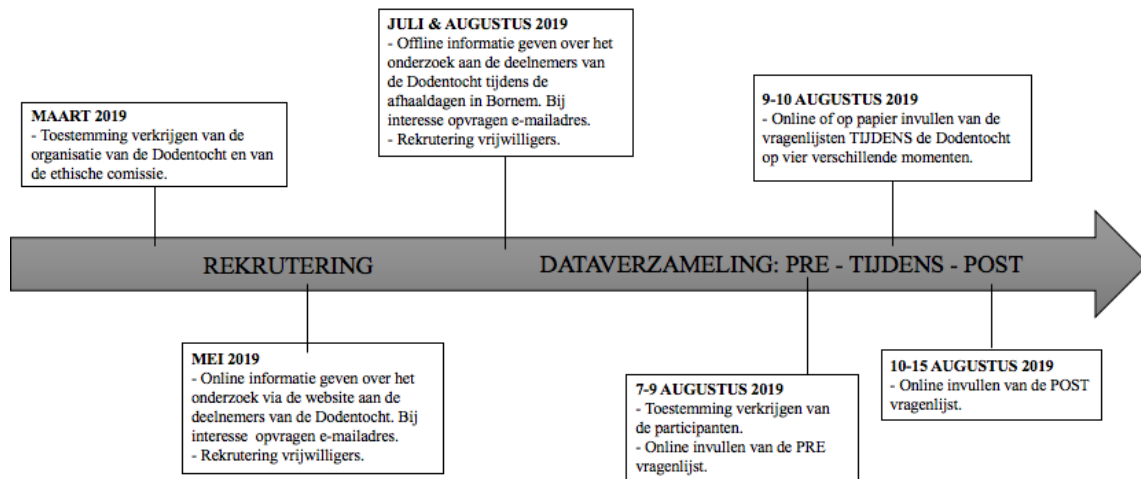 JULI & AUGUSTUS 2019
- Offline informatie geven over het
onderzoek aan de deelnemers van
de Dodentocht tijdens de
afhaaldagen in Bornem. Bij
interesse opvragen e-mailadres.
- Rekrutering vrijwilligers.
MAART 2019
- Toestemming verkrijgen van de
organisatie van de Dodentocht en van
de ethische comissie.
9-10 AUGUSTUS 2019
- Online of op papier invullen van de
vragenlijsten TIJDENS de Dodentocht
op vier verschillende momenten.
REKRUTERING
DATAVERZAMELING: PRE - TIJDENS - POST
MEI 2019
- Online informatie geven over het
onderzoek via de website aan de
deelnemers van de Dodentocht. Bij
interesse opvragen e-mailadres.
- Rekrutering vrijwilligers.
7-9 AUGUSTUS 2019
- Toestemming verkrijgen van
de participanten.
- Online invullen van de PRE
vragenlijst.
10-15 AUGUSTUS 2019
- Online invullen van de POST
vragenlijst.